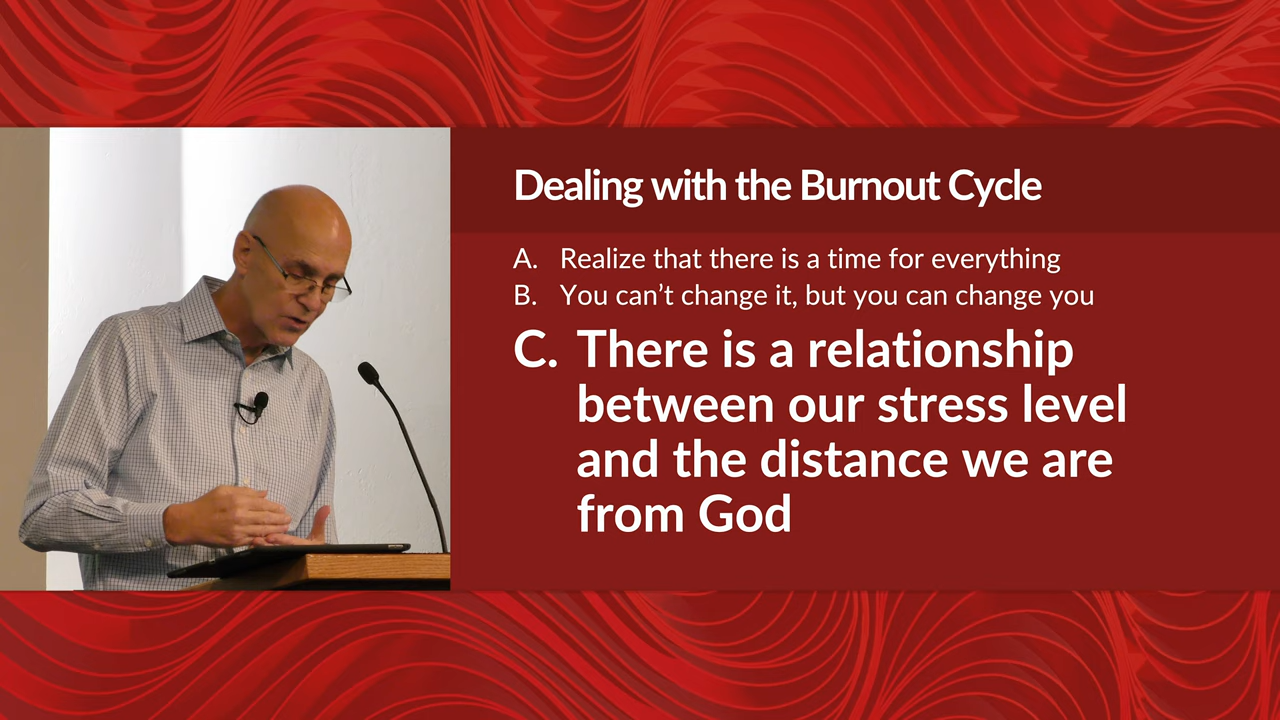 Dealing with the Burnout Cycle
A. Realize that there is a time for everything
B. You can’t change it, but you can change you
C. There is a relationship
between our stress level
and the distance we are
from God